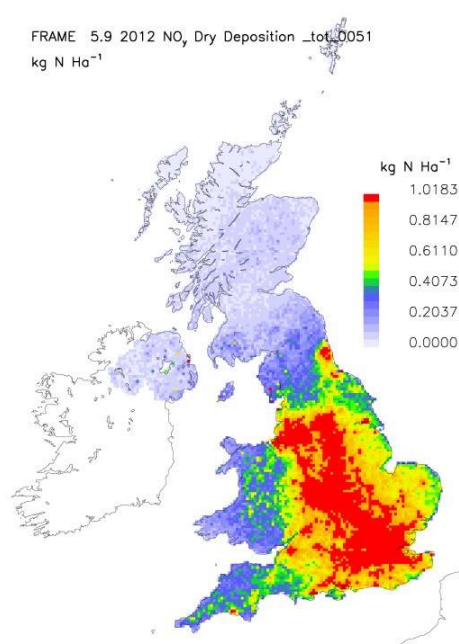 FRAME 5.9 2012 NOy Dry Deposition _tot_0051
kg N Ha⁻¹
kg N Ha⁻¹
1.0183
0.8147
0.6110
0.4073
0.2037
0.0000